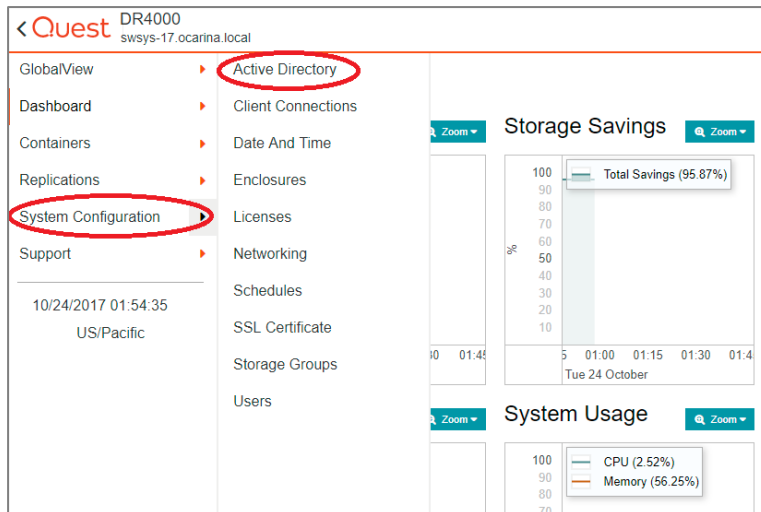 Quest
DR4000
swsys-17.ocarina.local
GlobalView
Dashboard
Containers
Replications
System Configuration
Support
10/24/2017 01:54:35
US/Pacific
Active Directory
Client Connections
Date And Time
Enclosures
Licenses
Networking
Schedules
SSL Certificate
Storage Groups
Users
Zoom
01:45
Zoom
Storage Savings
Zoom
Total Savings (95.87%)
%
100
90
80
70
60
50
40
30
20
10
01:00 01:15 01:30
Tue 24 October
System Usage
Zoom
CPU (2.52%)
Memory (56.25%)
100
90
80
70